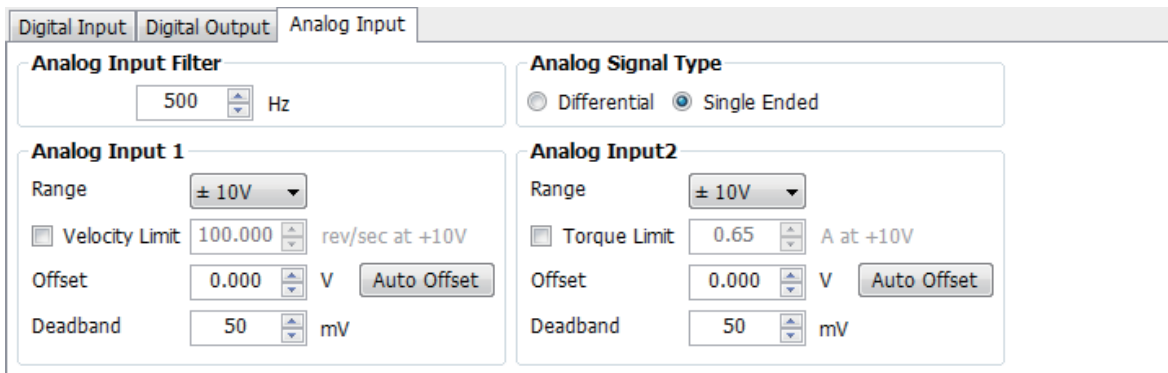 Digital Input Digital Output Analog Input
Analog Input Filter
500 Hz
Analog Signal Type
Differential Single Ended
Analog Input 1
Range ± 10V
Velocity Limit 100.000 rev/sec at +10V
Offset 0.000 V Auto Offset
Deadband 50 mV
Analog Input2
Range ± 10V
Torque Limit 0.65 A at +10V
Offset 0.000 V Auto Offset
Deadband 50 mV